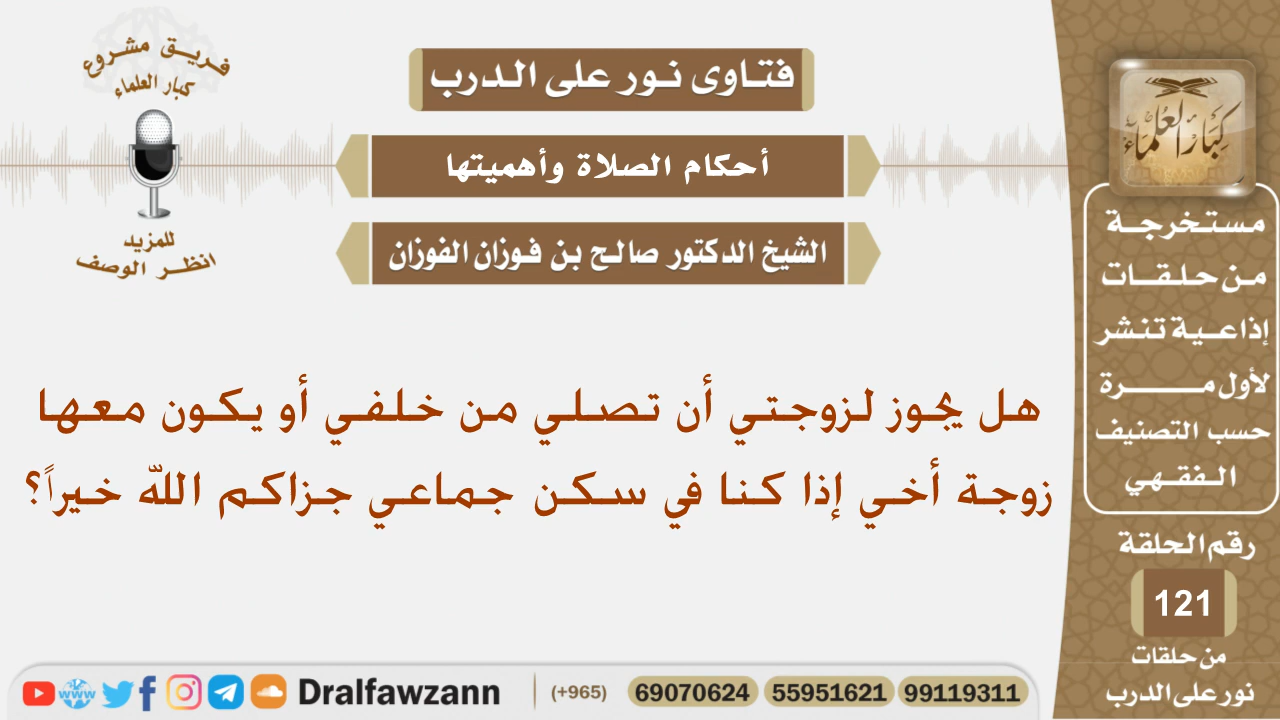 فريق مشروع
كبار العلماء
للمزيد
انظر الوصف
فتاوى نور على الدرب
أحكام الصلاة وأهميتها
الشيخ الدكتور صالح بن فوزان الفوزان
هل يجوز لزوجتي أن تصلي من خلفي أو يكون معها
زوجة أخي إذا كنا في سكن جماعي جزاكم الله خيراً؟
كبار العلماء
مستخرجة
من حلقات
إذاعية تنشر
لأول مرة
حسب التصنيف
الفقهي
رقم الحلقة
121
من حلقات
نور على الدرب
www
Dralfawzann
(+965)
69070624
55951621
99119311